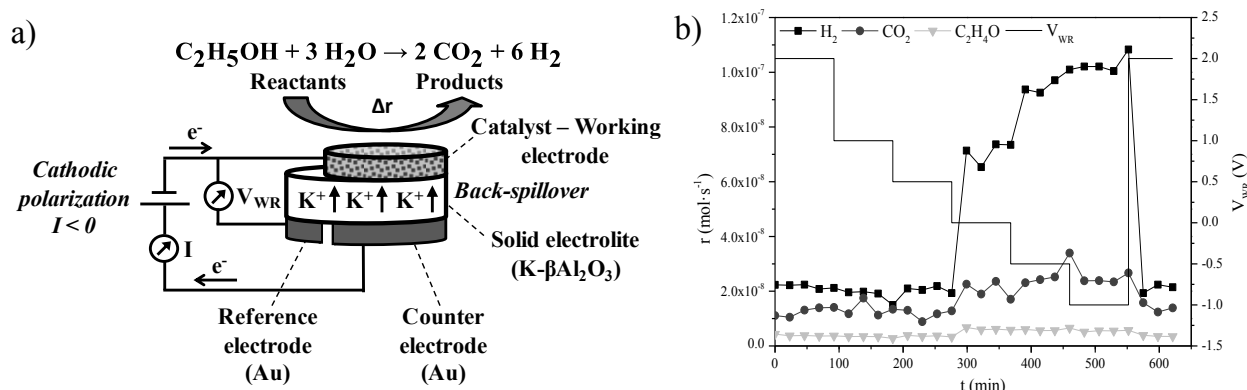 a)
C₂H₅OH + 3 H₂O → 2 CO₂ + 6 H₂
Reactants Products
Δr
Catalyst – Working
electrode
e⁻
Cathodic
polarization
I < 0
V_WR
Back-spillover
K⁺ K⁺ K⁺
I
Solid electrolite
(K-βAl₂O₃)
e⁻
Reference
electrode
(Au)
Counter
electrode
(Au)
b)
H₂ CO₂ C₂H₄O V_WR
r (mol·s⁻¹)
1.2x10⁻⁷
1.0x10⁻⁷
8.0x10⁻⁸
6.0x10⁻⁸
4.0x10⁻⁸
2.0x10⁻⁸
0.0
0 100 200 300 400 500 600
t (min)
2.5
2.0
1.5
1.0
0.5
0.0
-0.5
-1.0
-1.5
V_WR (V)